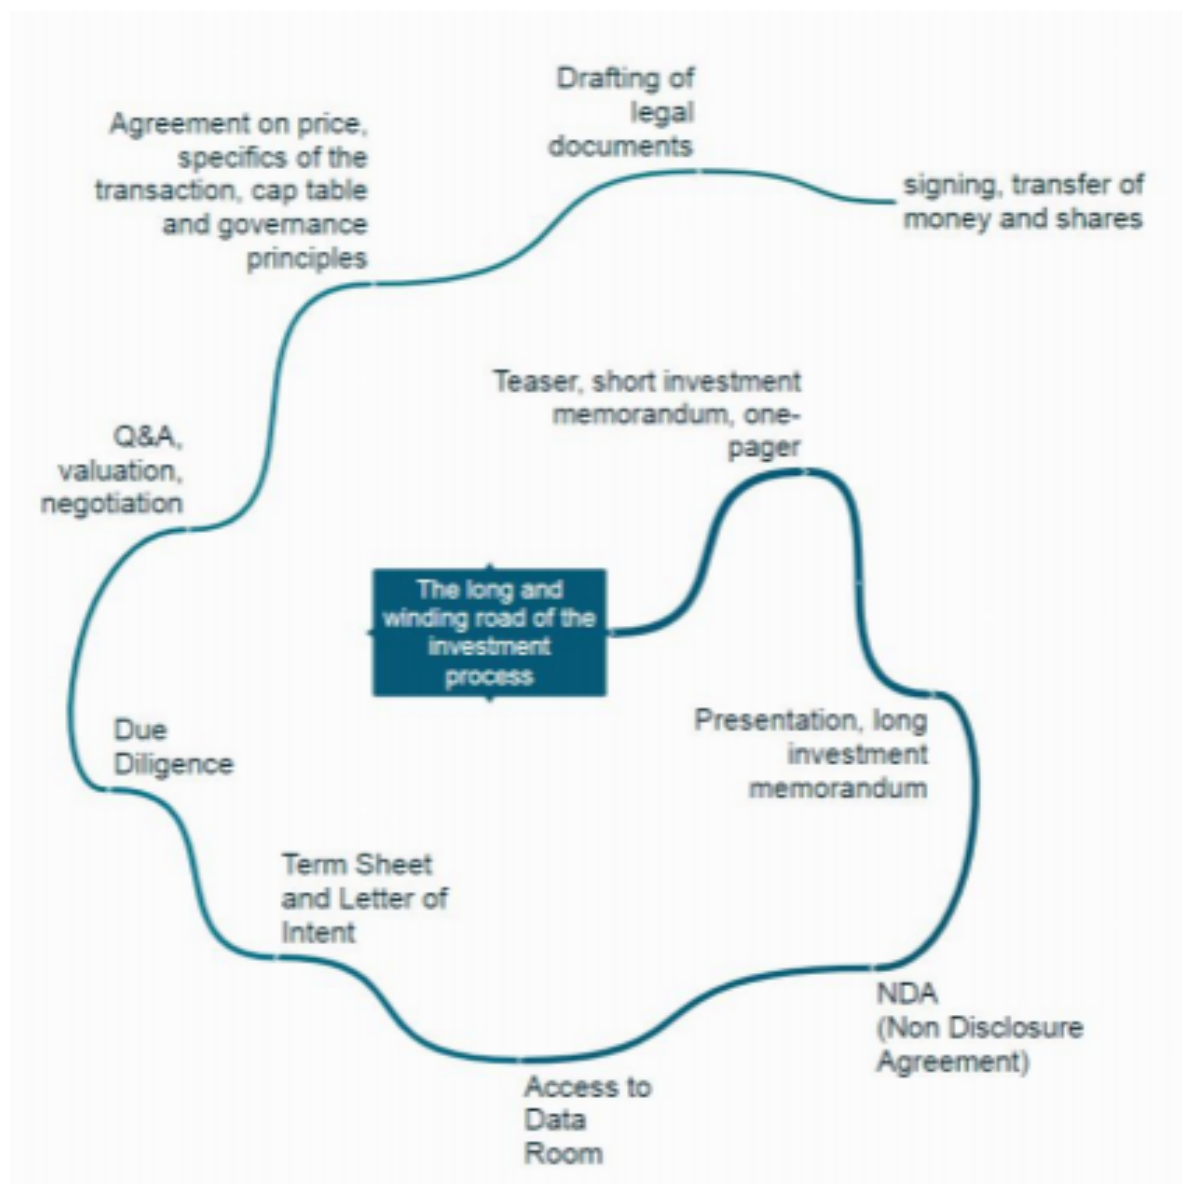 Drafting of
legal
documents
Agreement on price,
specifics of the
transaction, cap table
and governance
principles
signing, transfer of
money and shares
Teaser, short investment
memorandum, one-
pager
Q&A,
valuation,
negotiation
The long and
winding road of the
investment
process
Presentation, long
investment
memorandum
Due
Diligence
Term Sheet
and Letter of
Intent
NDA
(Non Disclosure
Agreement)
Access to
Data
Room